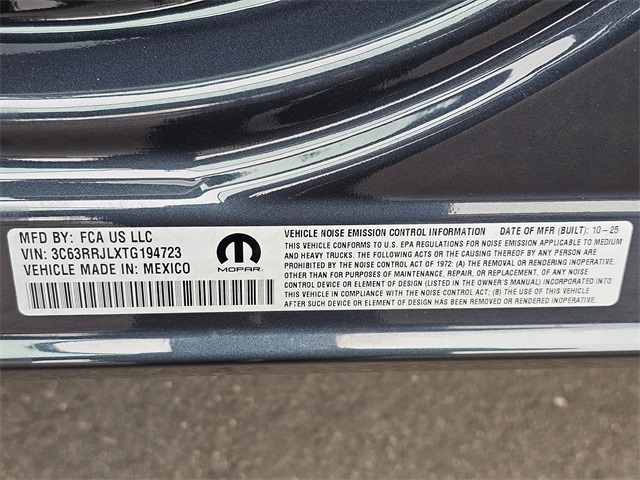 MFD BY: FCA US LLC
VIN: 3C63RRJLXTG194723
VEHICLE MADE IN: MEXICO
MOPAR
VEHICLE NOISE EMISSION CONTROL INFORMATION DATE OF MFR (BUILT): 10-25
THIS VEHICLE CONFORMS TO U.S. EPA REGULATIONS FOR NOISE EMISSION APPLICABLE TO MEDIUM
AND HEAVY TRUCKS. THE FOLLOWING ACTS OR THE CAUSING THEREOF BY ANY PERSON ARE
PROHIBITED BY THE NOISE CONTROL ACT OF 1972: (A) THE REMOVAL OR RENDERING INOPERATIVE,
OTHER THAN FOR PURPOSES OF MAINTENANCE, REPAIR, OR REPLACEMENT, OF ANY NOISE
CONTROL DEVICE OR ELEMENT OF DESIGN (LISTED IN THE OWNER'S MANUAL) INCORPORATED INTO
THIS VEHICLE IN COMPLIANCE WITH THE NOISE CONTROL ACT; (B) THE USE OF THIS VEHICLE
AFTER SUCH DEVICE OR ELEMENT OF DESIGN HAS BEEN REMOVED OR RENDERED INOPERATIVE.